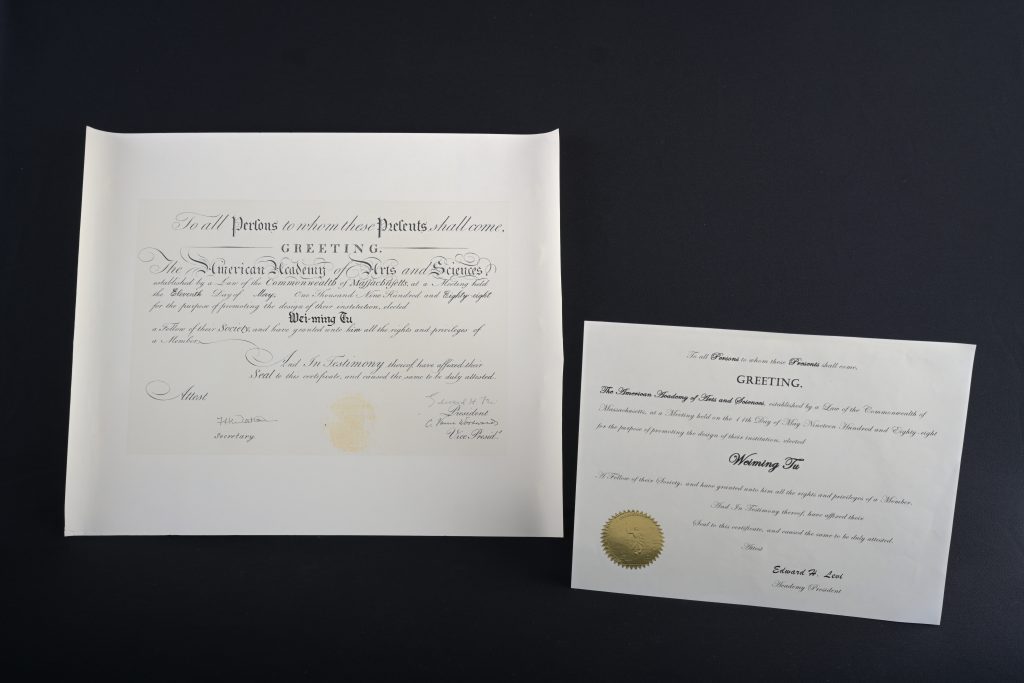 To all Persons to whom these Presents shall come,
GREETING.
The American Academy of Arts and Sciences,
established by a Law of the Commonwealth of Massachusetts, at a Meeting held
the Eleventh Day of May, One Thousand Nine Hundred and Eighty-eight
for the purpose of promoting the design of their institution, elected
Wei-ming Tu
a Fellow of their Society, and have granted unto him all the rights and privileges of
a Member.
And In Testimony thereof, have affixed their
Seal to this certificate, and caused the same to be duly attested.
Attest
President
Secretary.
C. Vann Woodward
Vice Presid.t
To all Persons to whom these Presents shall come,
GREETING.
The American Academy of Arts and Sciences, established by a Law of the Commonwealth of
Massachusetts, at a Meeting held on the 11th Day of May Nineteen Hundred and Eighty-eight
for the purpose of promoting the design of their institution, elected
Weiming Tu
A Fellow of their Society, and have granted unto him all the rights and privileges of a Member.
And In Testimony thereof, have affixed their
Seal to this certificate, and caused the same to be duly attested.
Attest
Edward H. Levi
Academy President